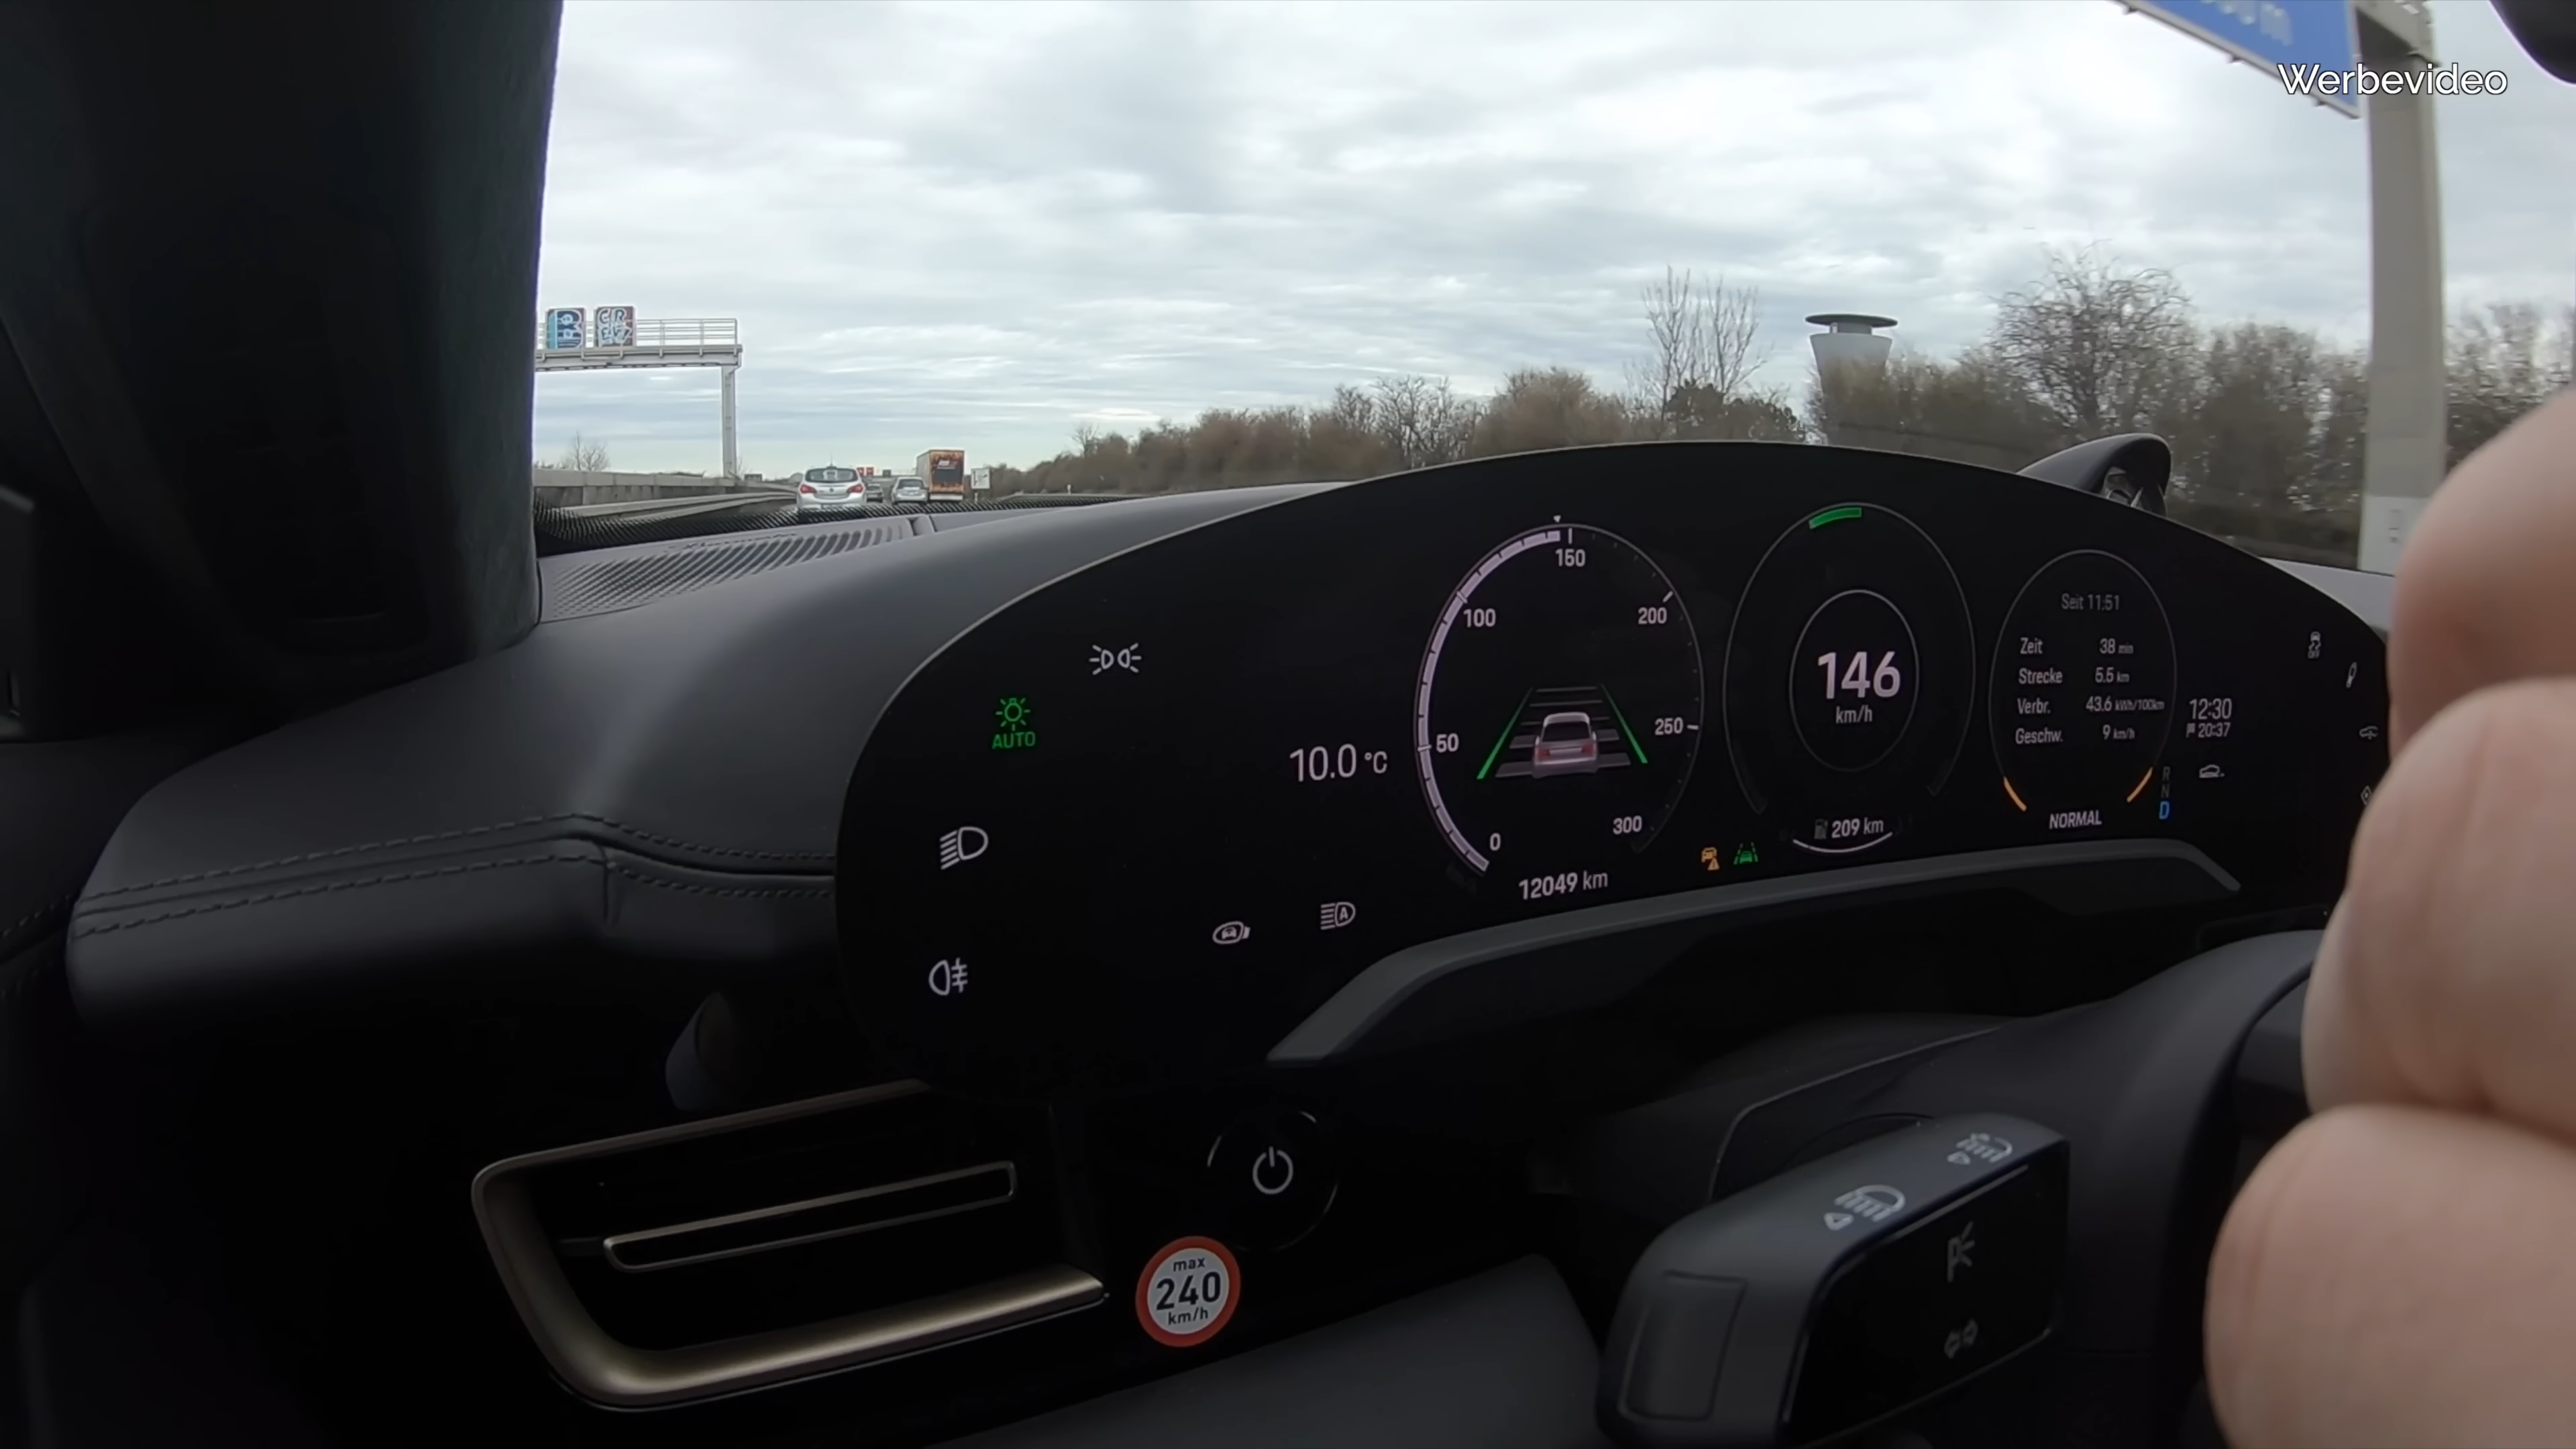 Werbevideo
AUTO
10.0 °C
0
50
100
150
200
250
300
12049 km
146
km/h
209 km
Seit 11:51
Zeit 38 min
Strecke 5.5 km
Verbr. 43.6 kWh/100km
Geschw. 9 km/h
NORMAL
12:30
20:37
R
N
D
OFF
max
240
km/h